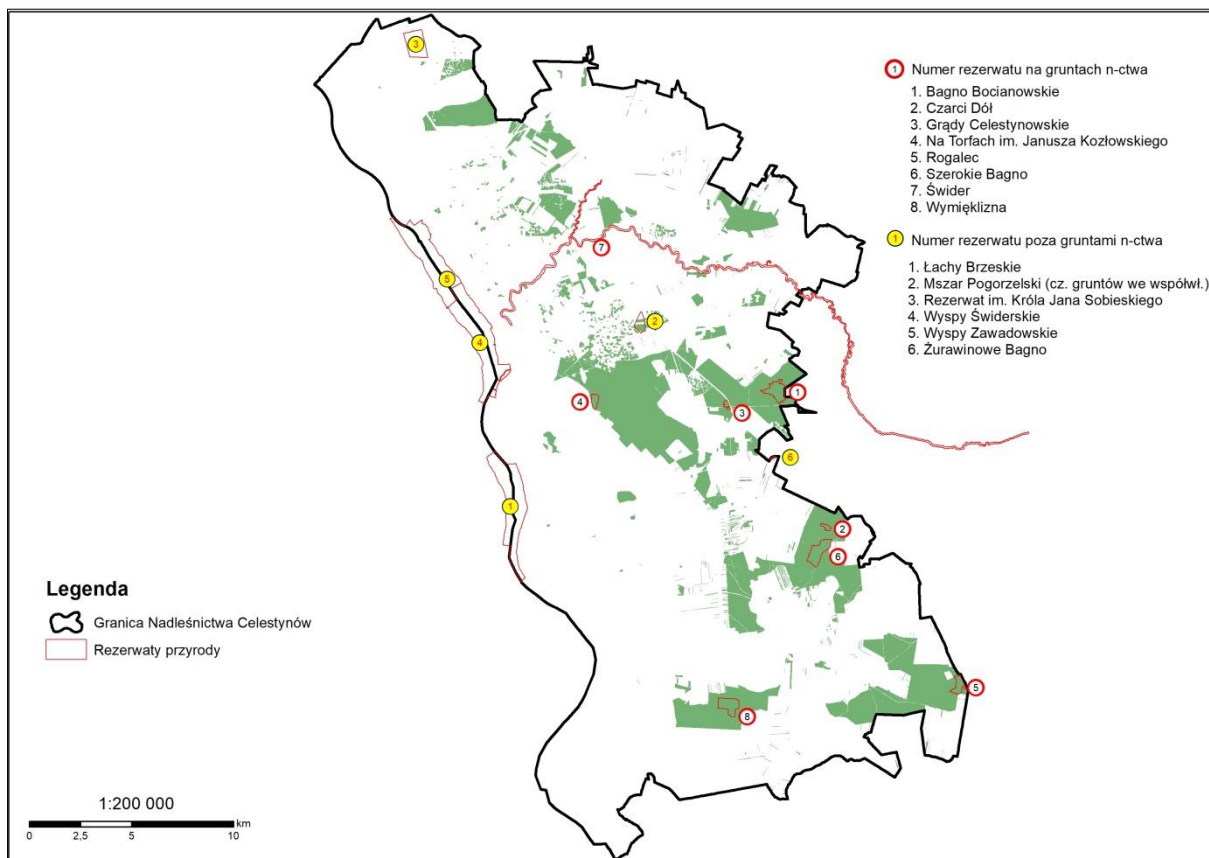 1 Numer rezerwatu na gruntach n-ctwa
1. Bagno Bocianowskie
2. Czarci Dół
3. Grądy Celestynowskie
4. Na Torfach im. Janusza Kozłowskiego
5. Rogalec
6. Szerokie Bagno
7. Świder
8. Wymięklizna
1 Numer rezerwatu poza gruntami n-ctwa
1. Łachy Brzeskie
2. Mszar Pogorzelski (cz. gruntów we współwł.)
3. Rezerwat im. Króla Jana Sobieskiego
4. Wyspy Świderskie
5. Wyspy Zawadowskie
6. Żurawinowe Bagno
3
7
5
2
4
1
4
3
6
1
2
6
5
8
Legenda
Granica Nadleśnictwa Celestynów
Rezerwaty przyrody
1:200 000
km
0 2,5 5 10